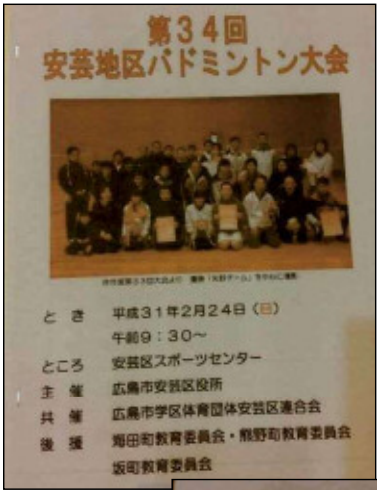 第34回
安芸地区バドミントン大会
と き 平成31年2月24日(日)
午前9:30~
ところ 安芸区スポーツセンター
主 催 広島市安芸区役所
共 催 広島市学区体育団体安芸区連合会
後 援 海田町教育委員会・熊野町教育委員会
坂町教育委員会